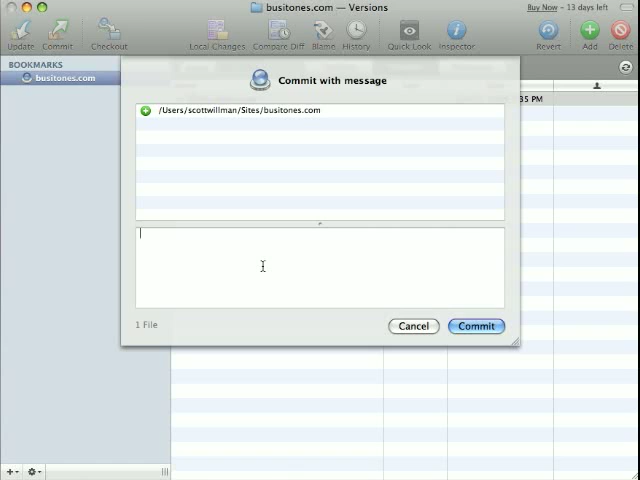 busitones.com — Versions
Buy Now - 13 days left
Update
Commit
Checkout
Local Changes
Compare Diff
Blame
History
Quick Look
Inspector
Revert
Add
Delete
BOOKMARKS
busitones.com
Commit with message
/Users/scottwillman/Sites/busitones.com
35 PM
1 File
Cancel
Commit